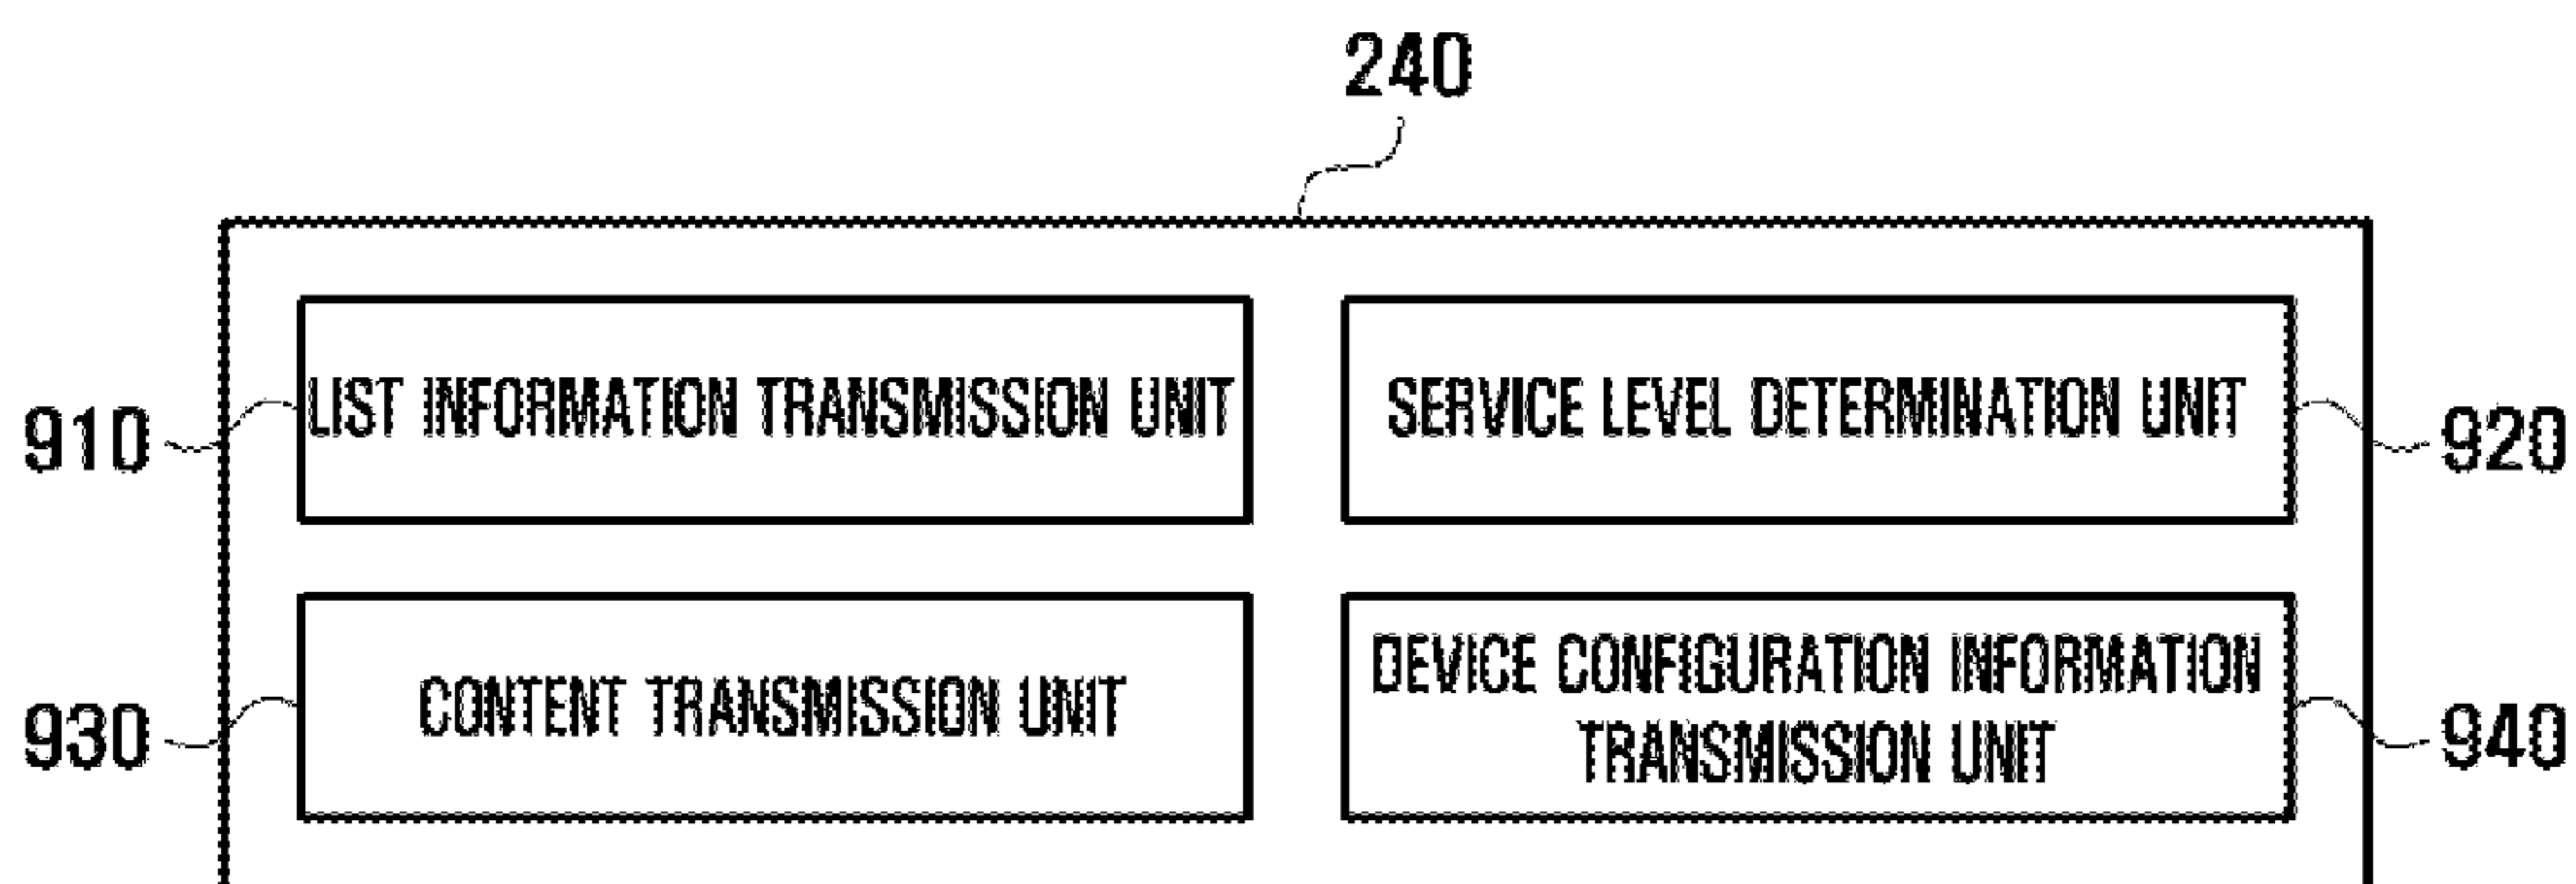 240
910
LIST INFORMATION TRANSMISSION UNIT
SERVICE LEVEL DETERMINATION UNIT
920
930
CONTENT TRANSMISSION UNIT
DEVICE CONFIGURATION INFORMATION
TRANSMISSION UNIT
940